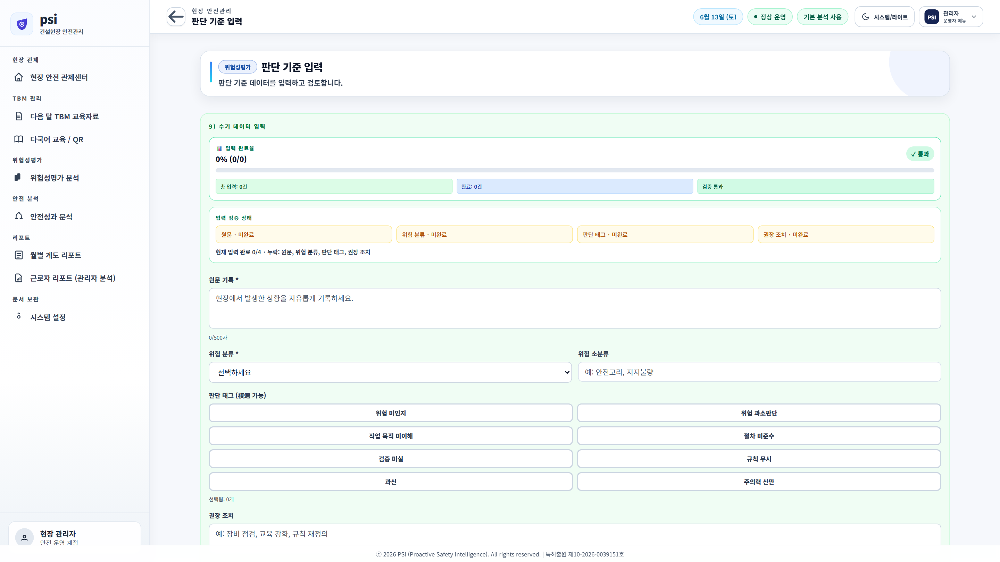 psi
건설현장 안전관리
현장 관제
현장 안전 관제센터
TBM 관리
다음 달 TBM 교육자료
다국어 교육 / QR
위험성평가
위험성평가 분석
안전 분석
안전성과 분석
리포트
월별 계도 리포트
근로자 리포트 (관리자 분석)
문서 보관
시스템 설정
현장 관리자
안전 운영 계정
현장 안전관리
판단 기준 입력
6월 13일 (토)
정상 운영
기본 분석 사용
시스템/라이트
PSI
관리자
운영자 메뉴
위험성평가
판단 기준 입력
판단 기준 데이터를 입력하고 검토합니다.
9) 수기 데이터 입력
입력 완료율
0% (0/0)
✓ 통과
총 입력: 0건
완료: 0건
검증 통과
입력 검증 상태
원문 · 미완료
위험 분류 · 미완료
판단 태그 · 미완료
권장 조치 · 미완료
현재 입력 완료 0/4 · 누락: 원문, 위험 분류, 판단 태그, 권장 조치
원문 기록 *
현장에서 발생한 상황을 자유롭게 기록하세요.
0/500자
위험 분류 *
위험 소분류
선택하세요
예: 안전고리, 지지불량
판단 태그 (複選 가능)
위험 미인지
위험 과소판단
작업 목적 미이해
절차 미준수
검증 미실
규칙 무시
과신
주의력 산만
선택됨: 0개
권장 조치
예: 장비 점검, 교육 강화, 규칙 재정의
ⓒ 2026 PSI (Proactive Safety Intelligence). All rights reserved. | 특허출원 제10-2026-0039151호